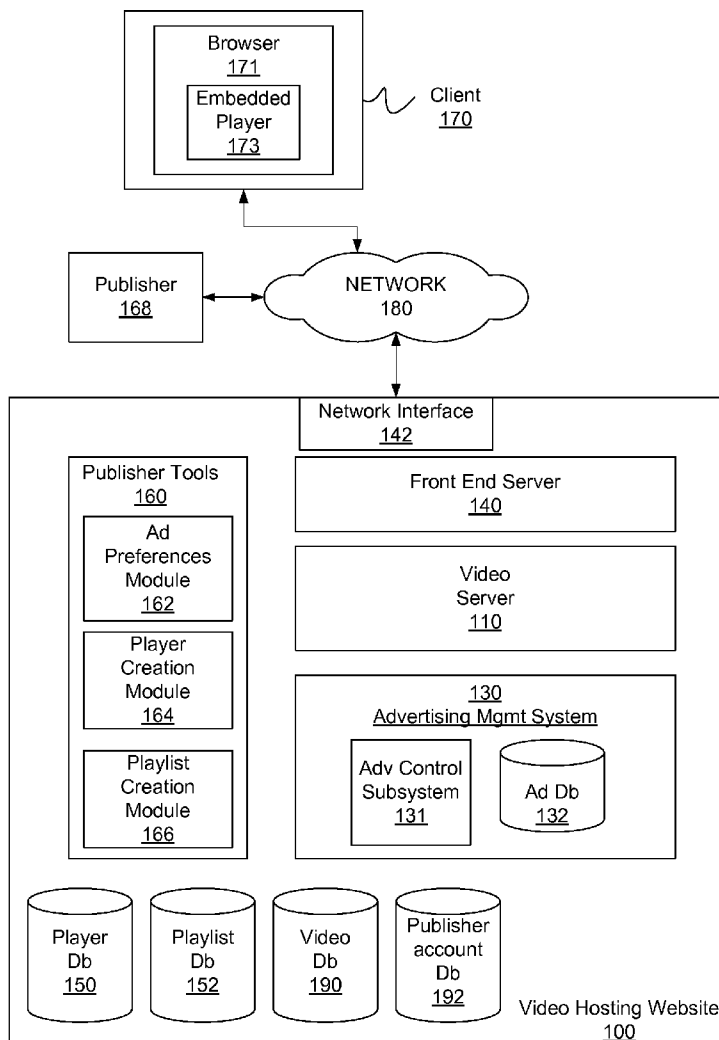 Browser
171
Embedded
Player
173
Client
170
Publisher
168
NETWORK
180
Network Interface
142
Publisher Tools
160
Ad
Preferences
Module
162
Player
Creation
Module
164
Playlist
Creation
Module
166
Front End Server
140
Video
Server
110
130
Advertising Mgmt System
Adv Control
Subsystem
131
Ad Db
132
Player
Db
150
Playlist
Db
152
Video
Db
190
Publisher
account
Db
192
Video Hosting Website
100